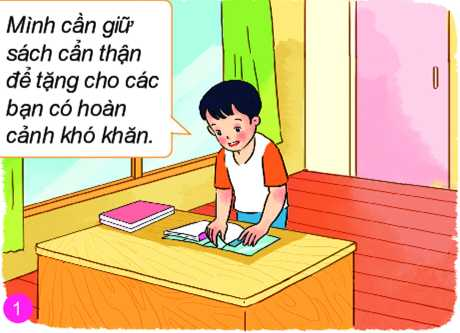 Mình cần giữ
sách cẩn thận
để tặng cho các
bạn có hoàn
cảnh khó khăn.
1